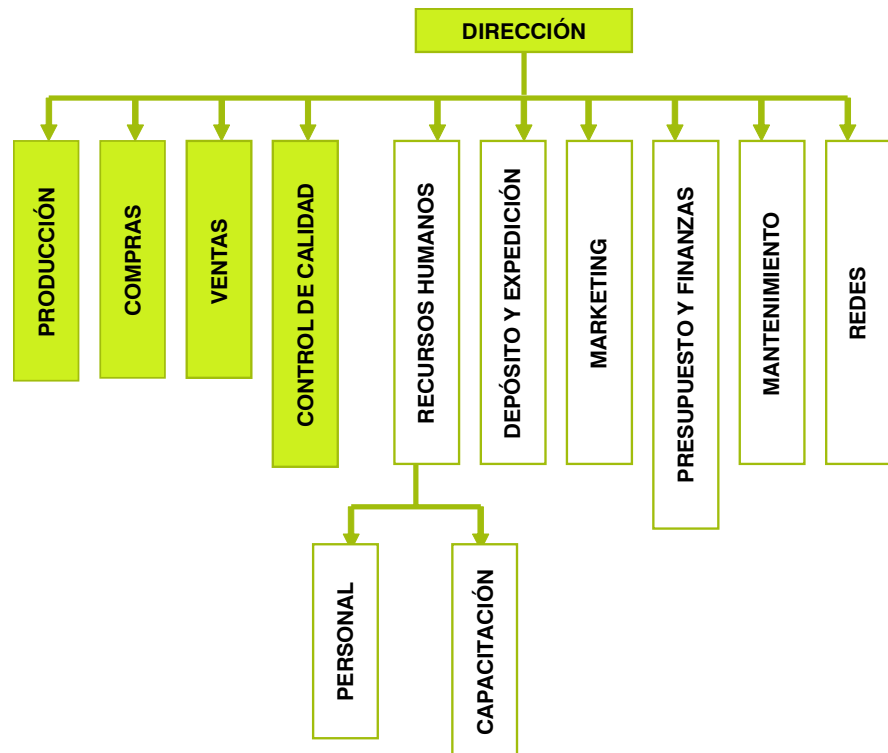 DIRECCIÓN
PRODUCCIÓN
COMPRAS
VENTAS
CONTROL DE CALIDAD
RECURSOS HUMANOS
DEPÓSITO Y EXPEDICIÓN
MARKETING
PRESUPUESTO Y FINANZAS
MANTENIMIENTO
REDES
PERSONAL
CAPACITACIÓN